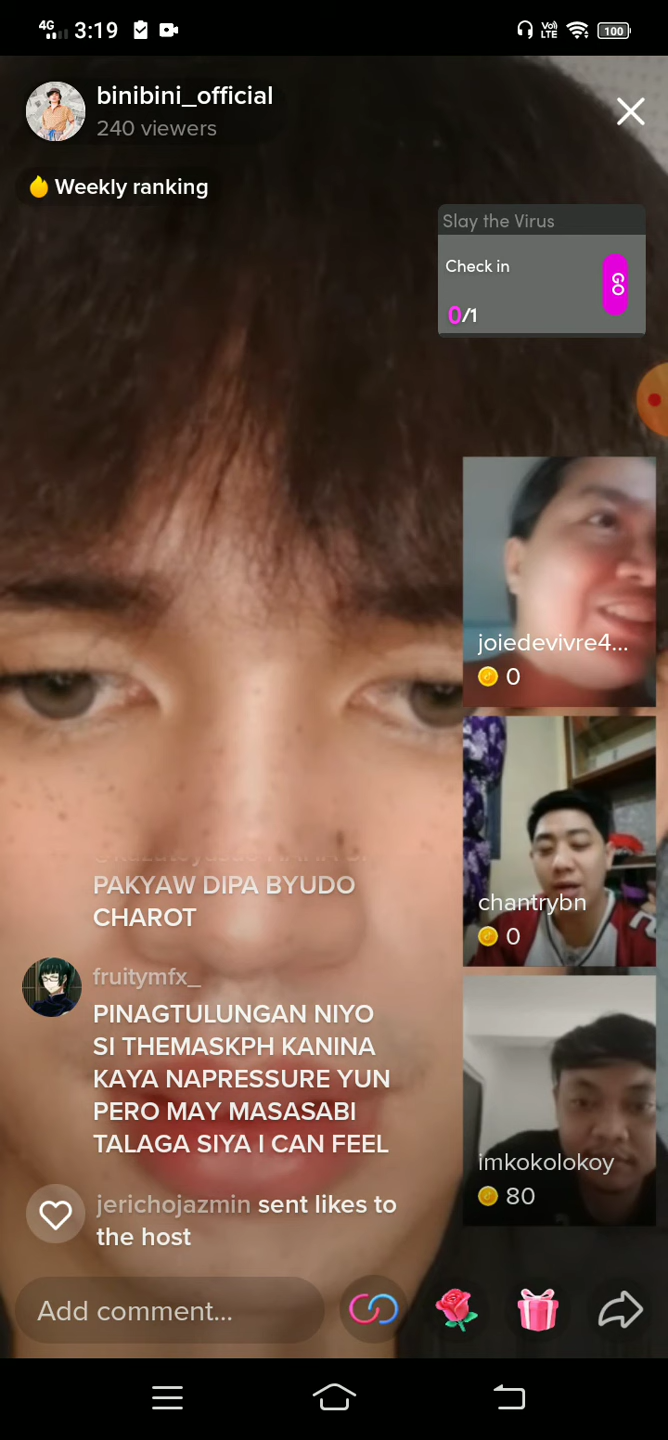 4G 3:19 Vo) LTE 100
binibini_official
240 viewers
Weekly ranking
Slay the Virus
Check in
GO
0/1
joiedevivre4...
0
chantrybn
0
PAKYAW DIPA BYUDO
CHAROT
fruitymfx_
PINAGTULUNGAN NIYO
SI THEMASKPH KANINA
KAYA NAPRESSURE YUN
PERO MAY MASASABI
TALAGA SIYA I CAN FEEL
imkokolokoy
80
jerichojazmin sent likes to
the host
Add comment...